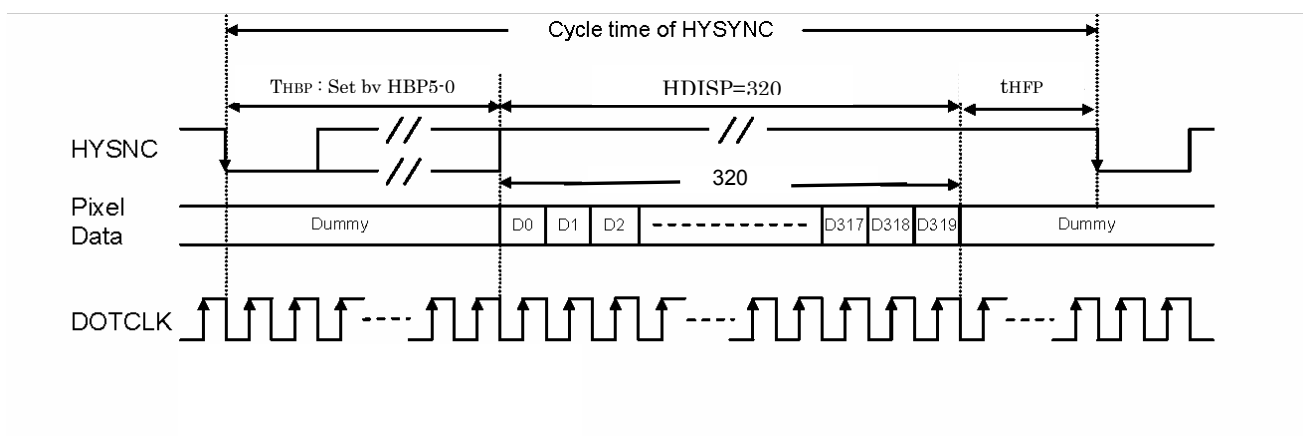 Cycle time of HYSYNC
THBP : Set by HBP5-0 HDISP=320 tHFP
HYSNC
320
Pixel Data
Dummy D0 D1 D2 D317 D318 D319 Dummy
DOTCLK